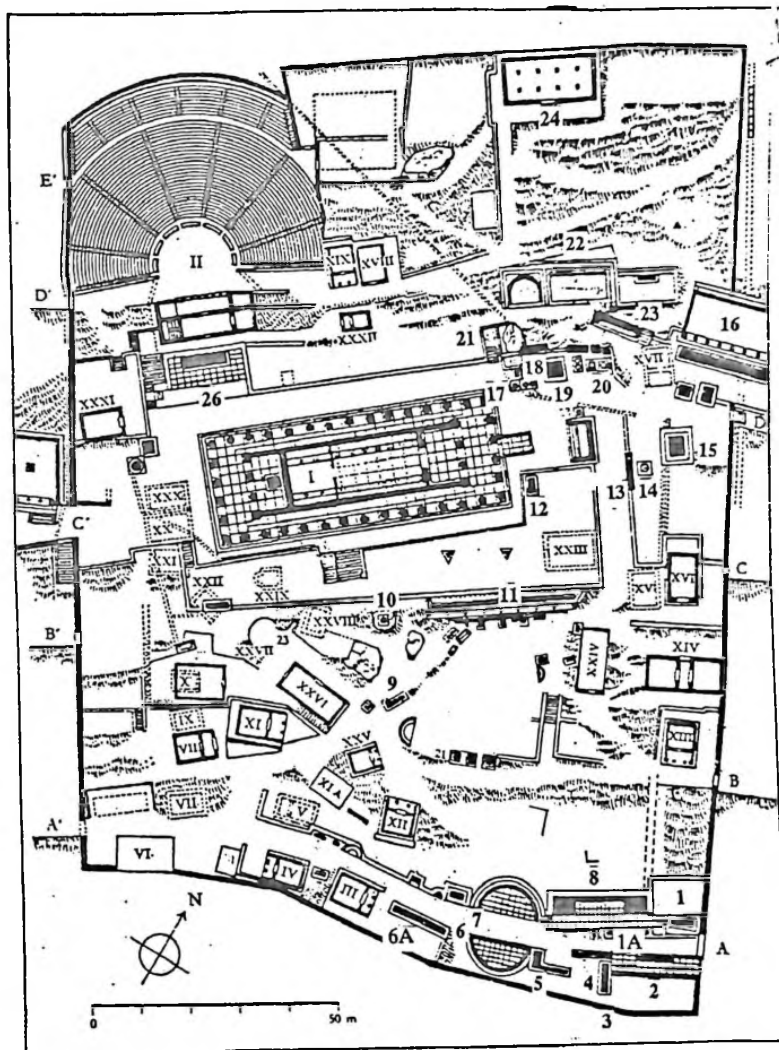 24
E'
II
XIX
XVIII
22
D'
XXXII
21
23
16
XVII
18
17
19
20
26
XXXI
D
I
15
12
13
14
XXX
XX
C'
XXIII
C
XXI
XXII
XXIX
XVI
XVI
10
11
B'
XXVIII
23
XXVII
XXIV
XIV
X
9
XXVI
IX
XI
VII
XIII
XXV
B
VII
XI A
XV
XII
A'
VI
IV
8
1
III
N
7
6
6A
1A
A
5
4
2
3
0
50 m